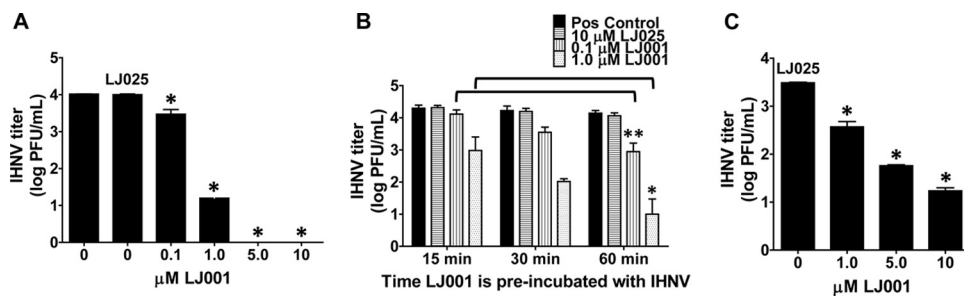 A
IHNV titer
(log PFU/mL)
5
4
3
2
1
0
LJ025
*
*
*
*
0 0 0.1 1.0 5.0 10
μM LJ001
B
Pos Control
10 μM LJ025
0.1 μM LJ001
1.0 μM LJ001
IHNV titer
(log PFU/mL)
5
4
3
2
1
0
**
*
15 min 30 min 60 min
Time LJ001 is pre-incubated with IHNV
C
IHNV titer
(log PFU/mL)
4
3
2
1
0
LJ025
*
*
*
0 1.0 5.0 10
μM LJ001